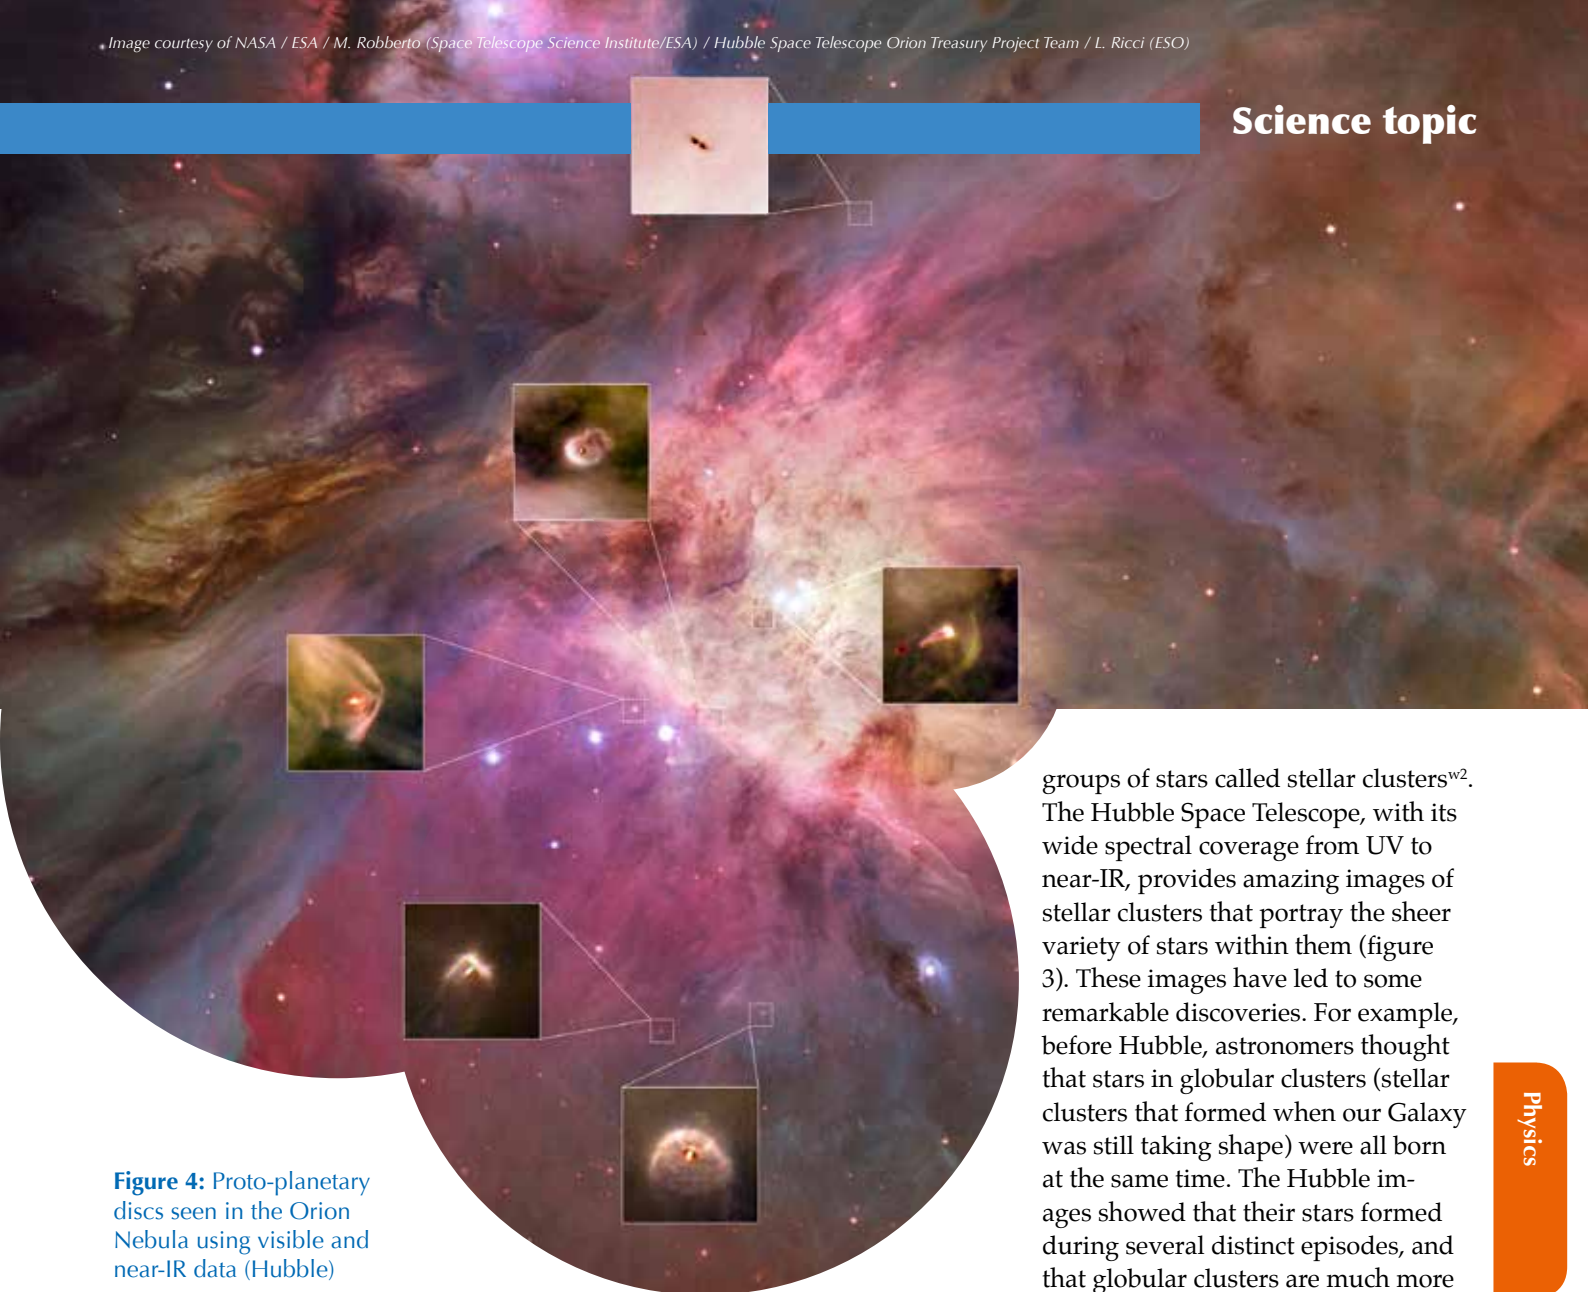 Image courtesy of NASA / ESA / M. Robberto (Space Telescope Science Institute/ESA) / Hubble Space Telescope Orion Treasury Project Team / L. Ricci (ESO)
Science topic
groups of stars called stellar clustersw2.
The Hubble Space Telescope, with its
wide spectral coverage from UV to
near-IR, provides amazing images of
stellar clusters that portray the sheer
variety of stars within them (figure
3). These images have led to some
remarkable discoveries. For example,
before Hubble, astronomers thought
that stars in globular clusters (stellar
clusters that formed when our Galaxy
was still taking shape) were all born
at the same time. The Hubble im-
ages showed that their stars formed
during several distinct episodes, and
that globular clusters are much more
Physics
Figure 4: Proto-planetary
discs seen in the Orion
Nebula using visible and
near-IR data (Hubble)